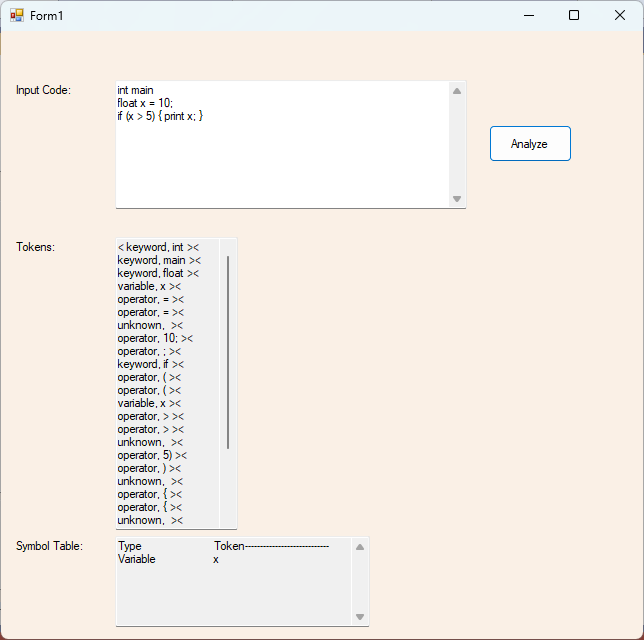 Form1
Input Code:
int main
float x = 10;
if (x > 5) { print x; }
Analyze
Tokens:
< keyword, int ><
keyword, main ><
keyword, float ><
variable, x ><
operator, = ><
operator, = ><
unknown,  ><
operator, 10; ><
operator, ; ><
keyword, if ><
operator, ( ><
operator, ( ><
variable, x ><
operator, > ><
operator, > ><
unknown,  ><
operator, 5) ><
operator, ) ><
unknown,  ><
operator, { ><
operator, { ><
unknown,  ><
Symbol Table:
Type Token----------------------------
Variable x